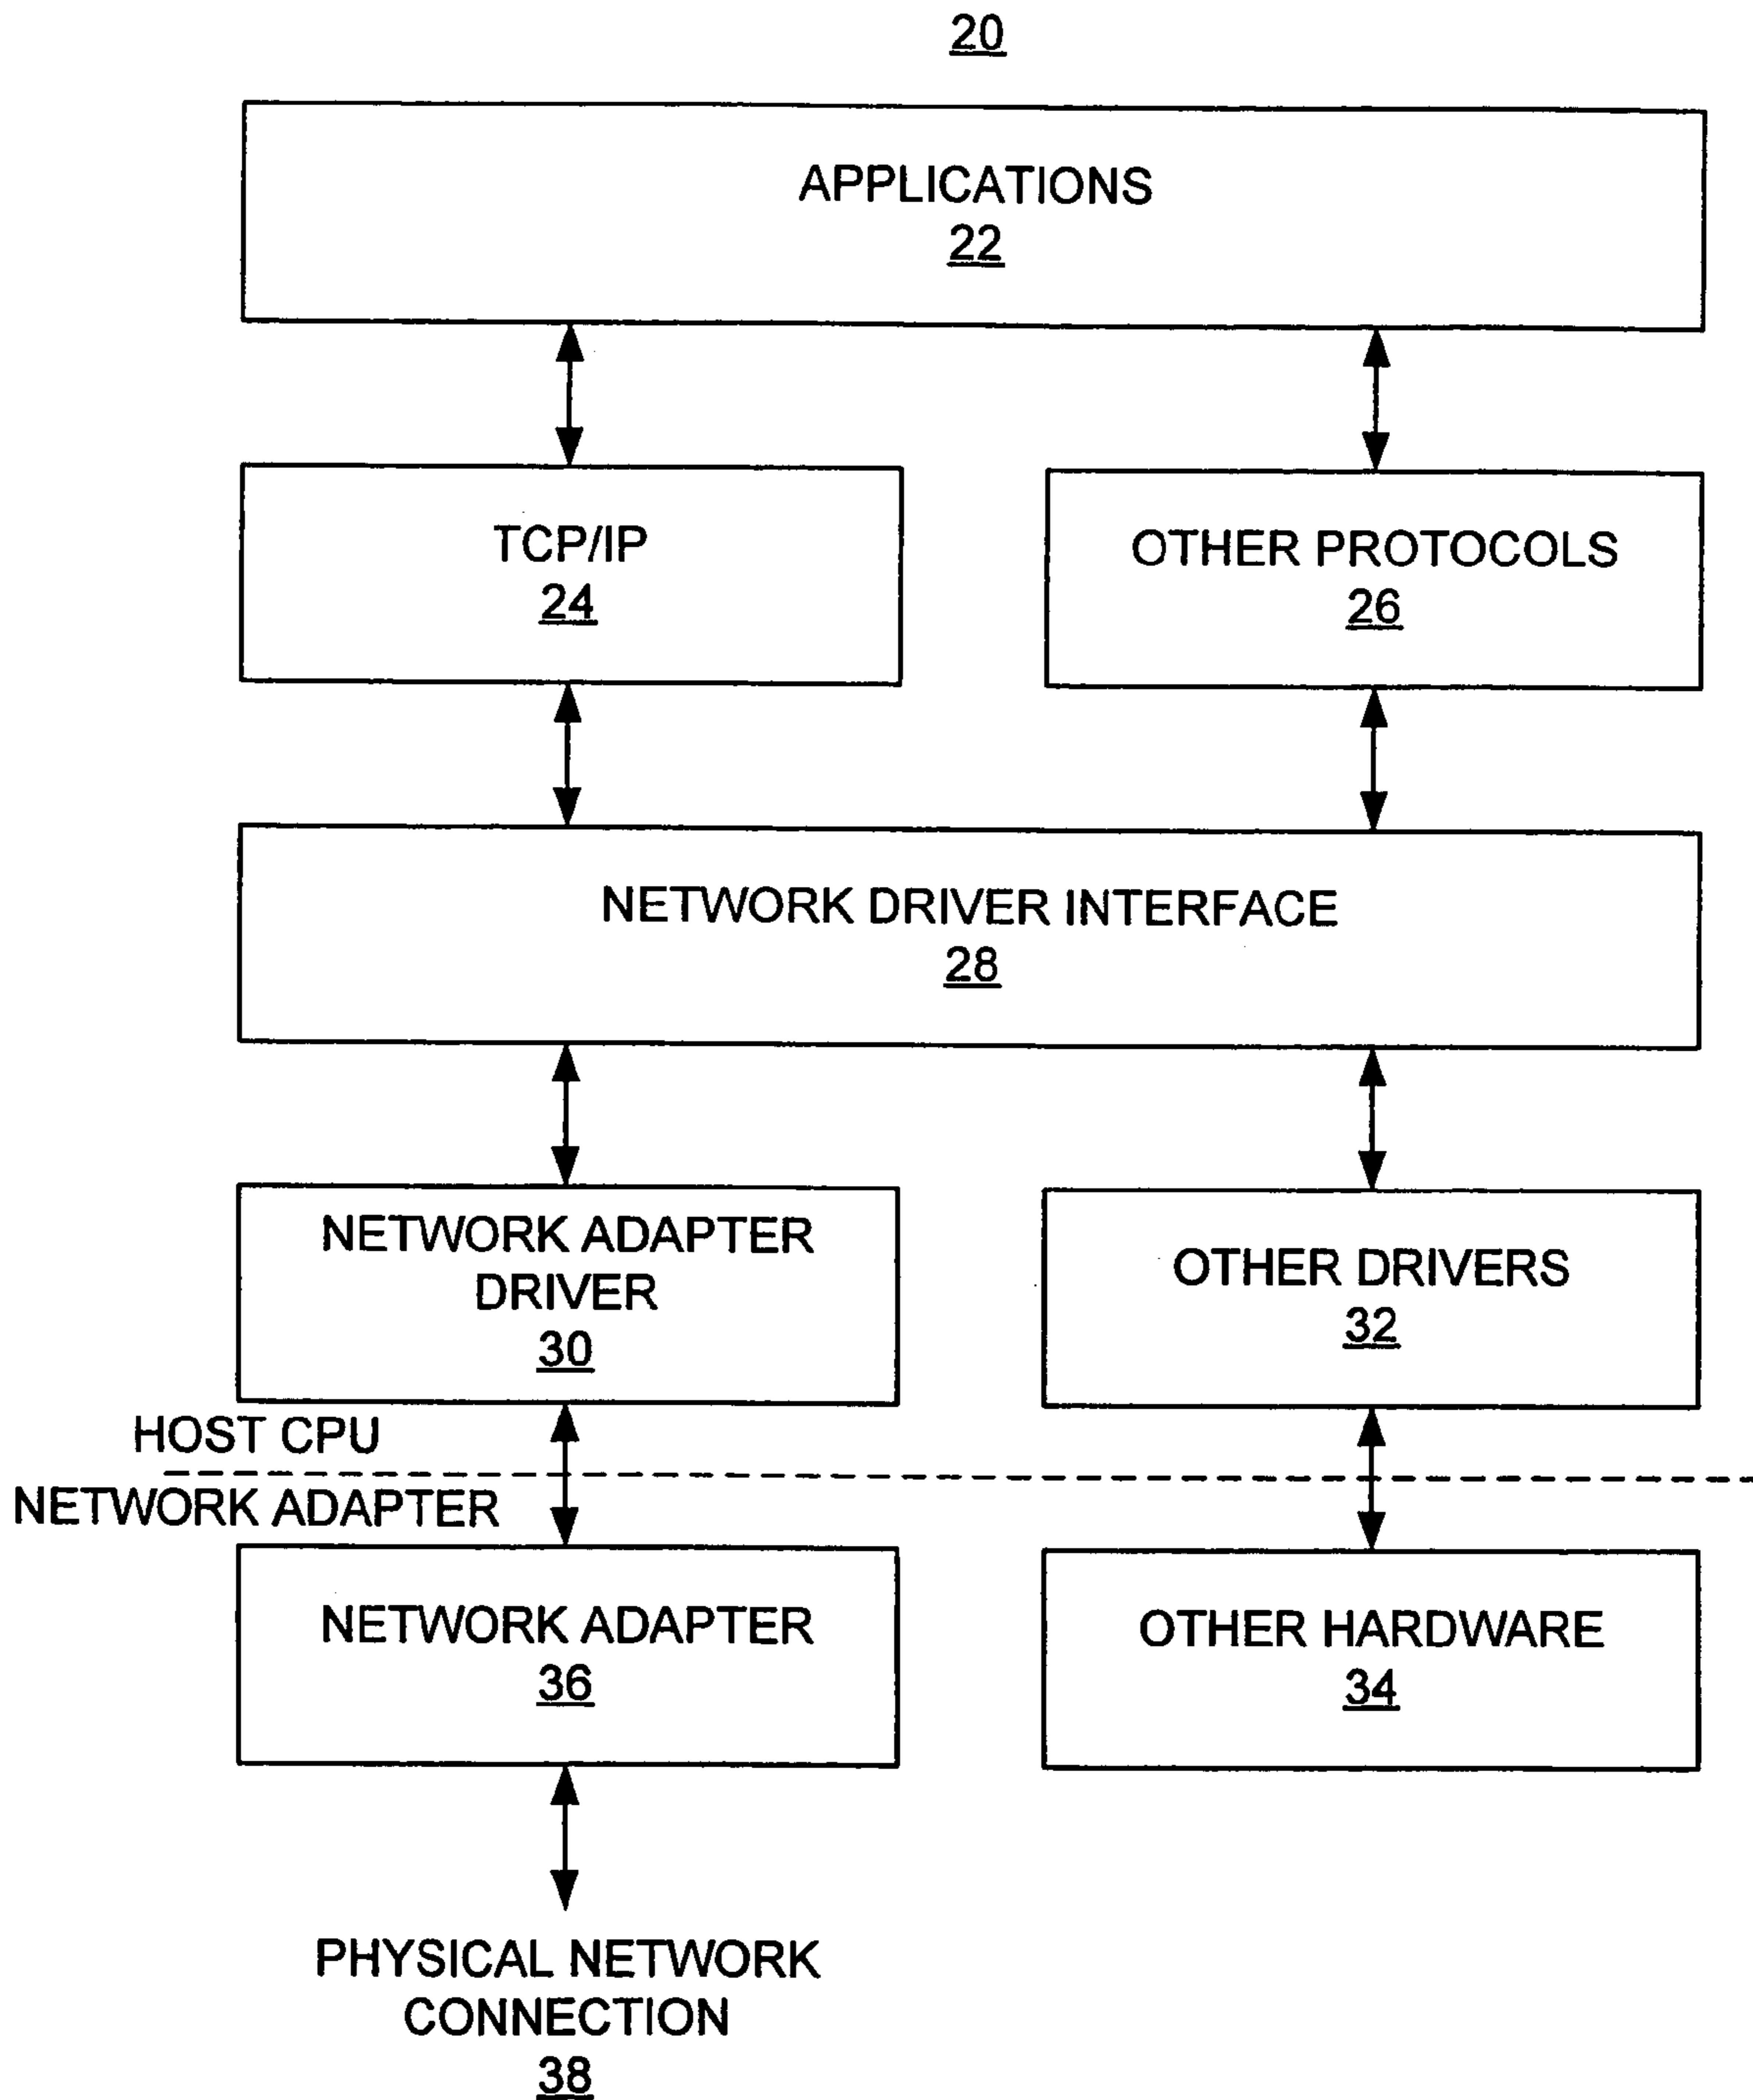 20
APPLICATIONS
22
TCP/IP
24
OTHER PROTOCOLS
26
NETWORK DRIVER INTERFACE
28
NETWORK ADAPTER
DRIVER
30
OTHER DRIVERS
32
HOST CPU
NETWORK ADAPTER
NETWORK ADAPTER
36
OTHER HARDWARE
34
PHYSICAL NETWORK
CONNECTION
38